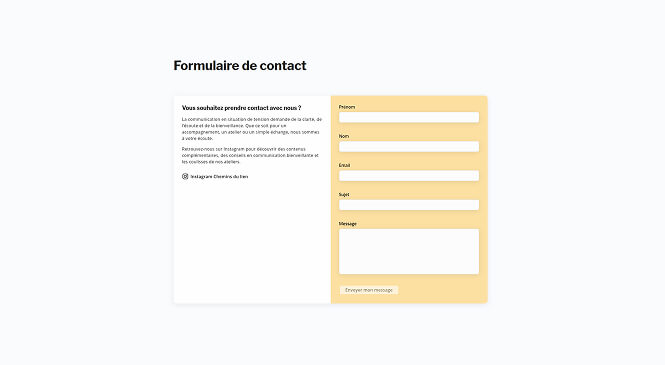 Formulaire de contact
Vous souhaitez prendre contact avec nous ?
La communication en situation de tension demande de la clarté, de
l'écoute et de la bienveillance. Que ce soit pour un
accompagnement, un atelier ou un simple échange, nous sommes
à votre écoute.
Retrouvez-nous sur Instagram pour découvrir des contenus
complémentaires, des conseils en communication bienveillante et
les coulisses de nos ateliers.
Instagram Chemins du lien
Prénom
Nom
Email
Sujet
Message
Envoyer mon message